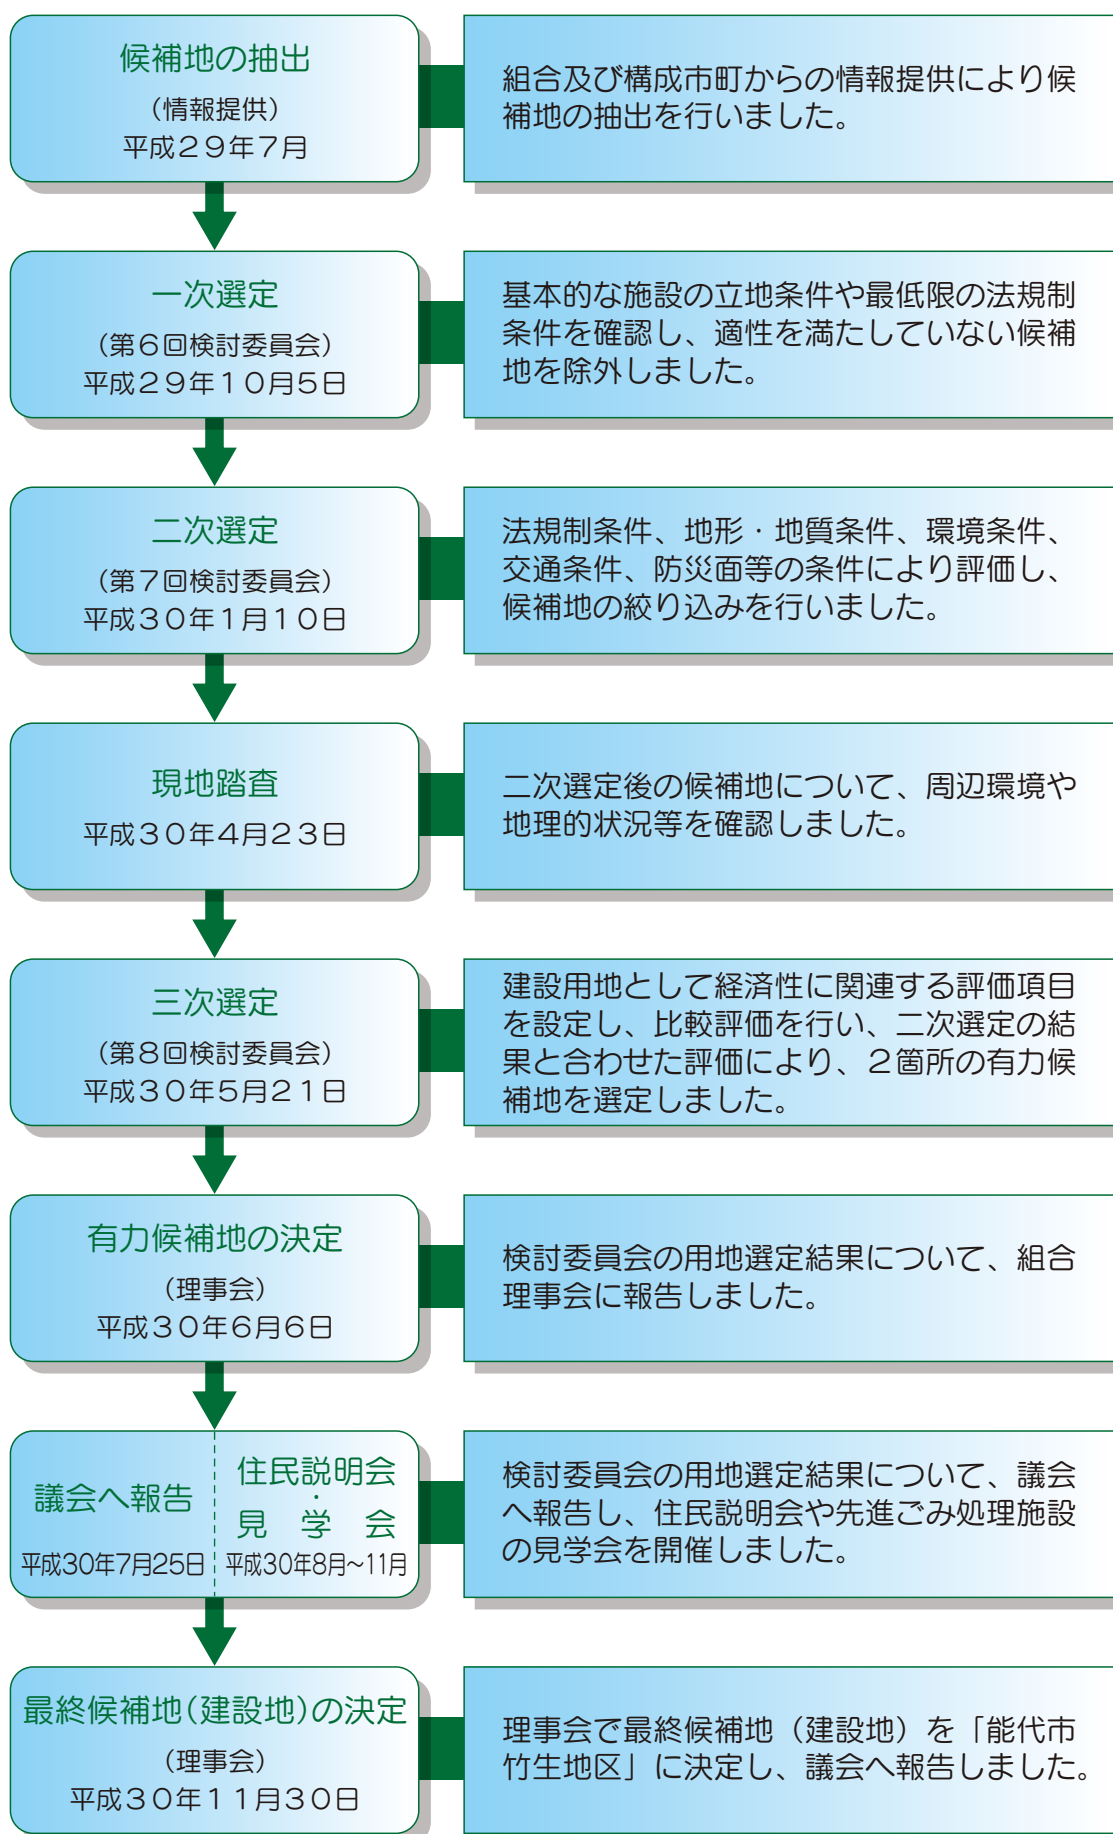 候補地の抽出
(情報提供)
平成２９年７月
組合及び構成市町からの情報提供により候
補地の抽出を行いました。
一次選定
(第６回検討委員会)
平成２９年１０月５日
基本的な施設の立地条件や最低限の法規制
条件を確認し、適性を満たしていない候補
地を除外しました。
二次選定
(第７回検討委員会)
平成３０年１月１０日
法規制条件、地形・地質条件、環境条件、
交通条件、防災面等の条件により評価し、
候補地の絞り込みを行いました。
現地踏査
平成３０年４月２３日
二次選定後の候補地について、周辺環境や
地理的状況等を確認しました。
三次選定
(第８回検討委員会)
平成３０年５月２１日
建設用地として経済性に関連する評価項目
を設定し、比較評価を行い、二次選定の結
果と合わせた評価により、２箇所の有力候
補地を選定しました。
有力候補地の決定
(理事会)
平成３０年６月６日
検討委員会の用地選定結果について、組合
理事会に報告しました。
議会へ報告
平成30年7月25日
住民説明会
・
見　学　会
平成30年8月～11月
検討委員会の用地選定結果について、議会
へ報告し、住民説明会や先進ごみ処理施設
の見学会を開催しました。
最終候補地(建設地)の決定
(理事会)
平成３０年１１月３０日
理事会で最終候補地（建設地）を「能代市
竹生地区」に決定し、議会へ報告しました。